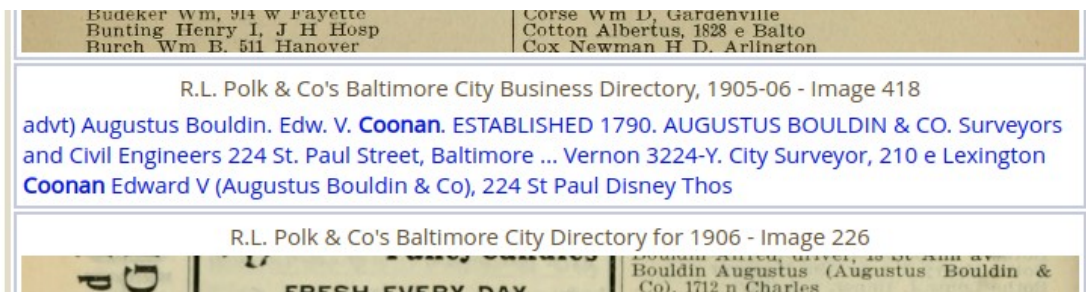 Budeker Wm, 914 w Fayette
Bunting Henry I, J H Hosp
Burch Wm B, 511 Hanover
Corse Wm D, Gardenville
Cotton Albertus, 1828 e Balto
Cox Newman H D, Arlington
R.L. Polk & Co's Baltimore City Business Directory, 1905-06 - Image 418
advt) Augustus Bouldin. Edw. V. Coonan. ESTABLISHED 1790. AUGUSTUS BOULDIN & CO. Surveyors
and Civil Engineers 224 St. Paul Street, Baltimore ... Vernon 3224-Y. City Surveyor, 210 e Lexington
Coonan Edward V (Augustus Bouldin & Co), 224 St Paul Disney Thos
R.L. Polk & Co's Baltimore City Directory for 1906 - Image 226
FRESH EVERY DAY
Bouldin Alfred, driver, 18 St Ann av
Bouldin Augustus (Augustus Bouldin &
Co), 1712 n Charles